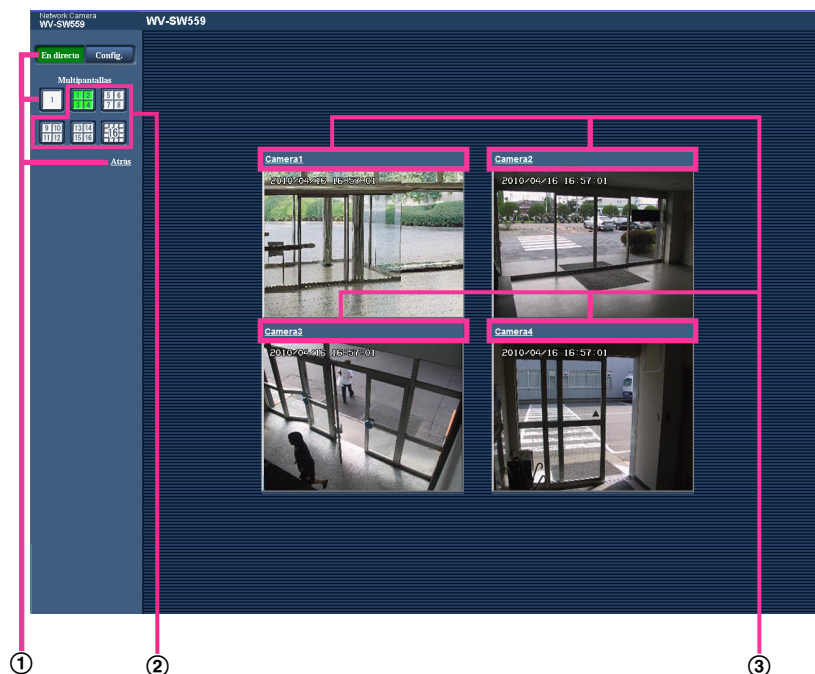 Network Camera
WV-SW559
WV-SW559
En directo Config.
Multipantallas
1
1 2 3 4
5 6 7 8
9 10 11 12
13 14 15 16
16
Atrás
Camera1
2010/04/16 16:57:01
Camera2
2010/04/16 16:57:01
Camera3
2010/04/16 16:57:01
Camera4
2010/04/16 16:57:01
① ② ③